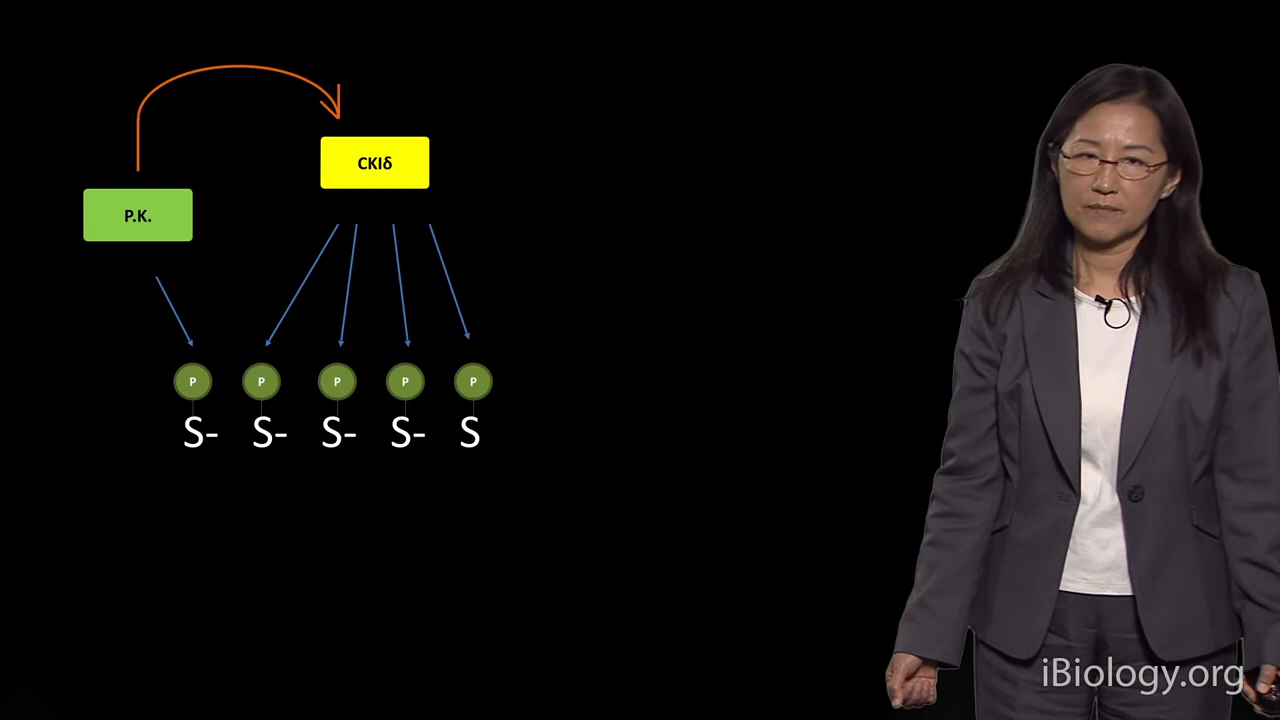 CKIδ
P.K.
P P P P P
S- S- S- S- S
iBiology.org